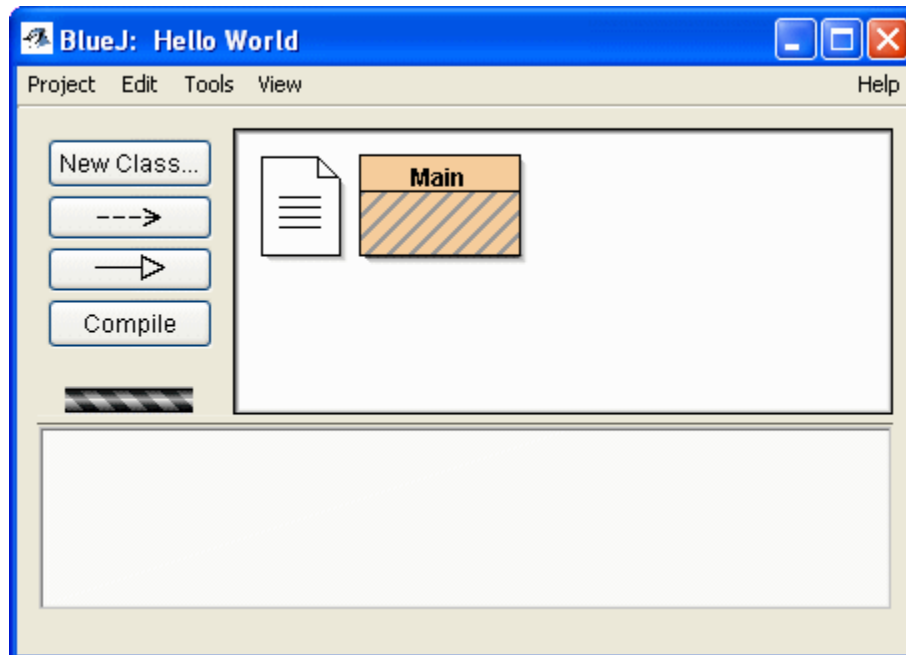 BlueJ: Hello World
Project Edit Tools View Help
New Class...
Main
Compile